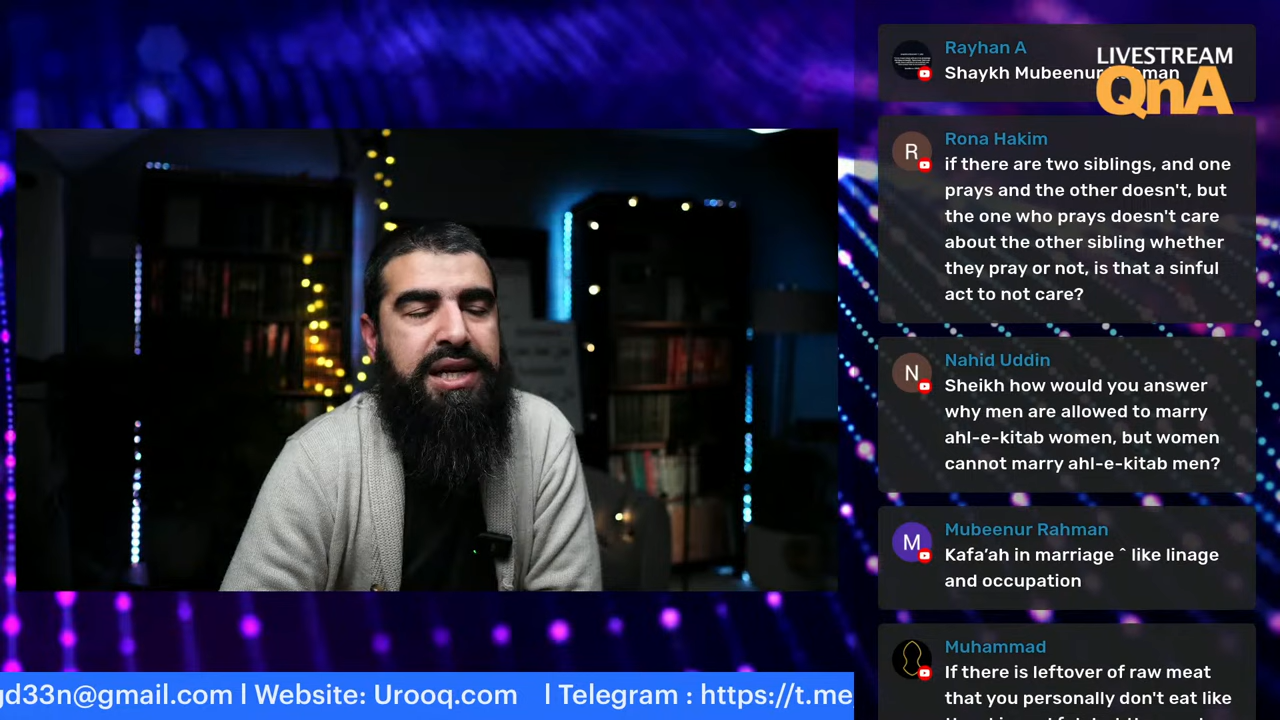 Rayhan A
Shaykh Mubeenur
LIVESTREAM
QnA
R
Rona Hakim
if there are two siblings, and one
prays and the other doesn't, but
the one who prays doesn't care
about the other sibling whether
they pray or not, is that a sinful
act to not care?
N
Nahid Uddin
Sheikh how would you answer
why men are allowed to marry
ahl-e-kitab women, but women
cannot marry ahl-e-kitab men?
M
Mubeenur Rahman
Kafa’ah in marriage ^ like linage
and occupation
Muhammad
If there is leftover of raw meat
that you personally don't eat like
gd33n@gmail.com l Website: Urooq.com l Telegram : https://t.me